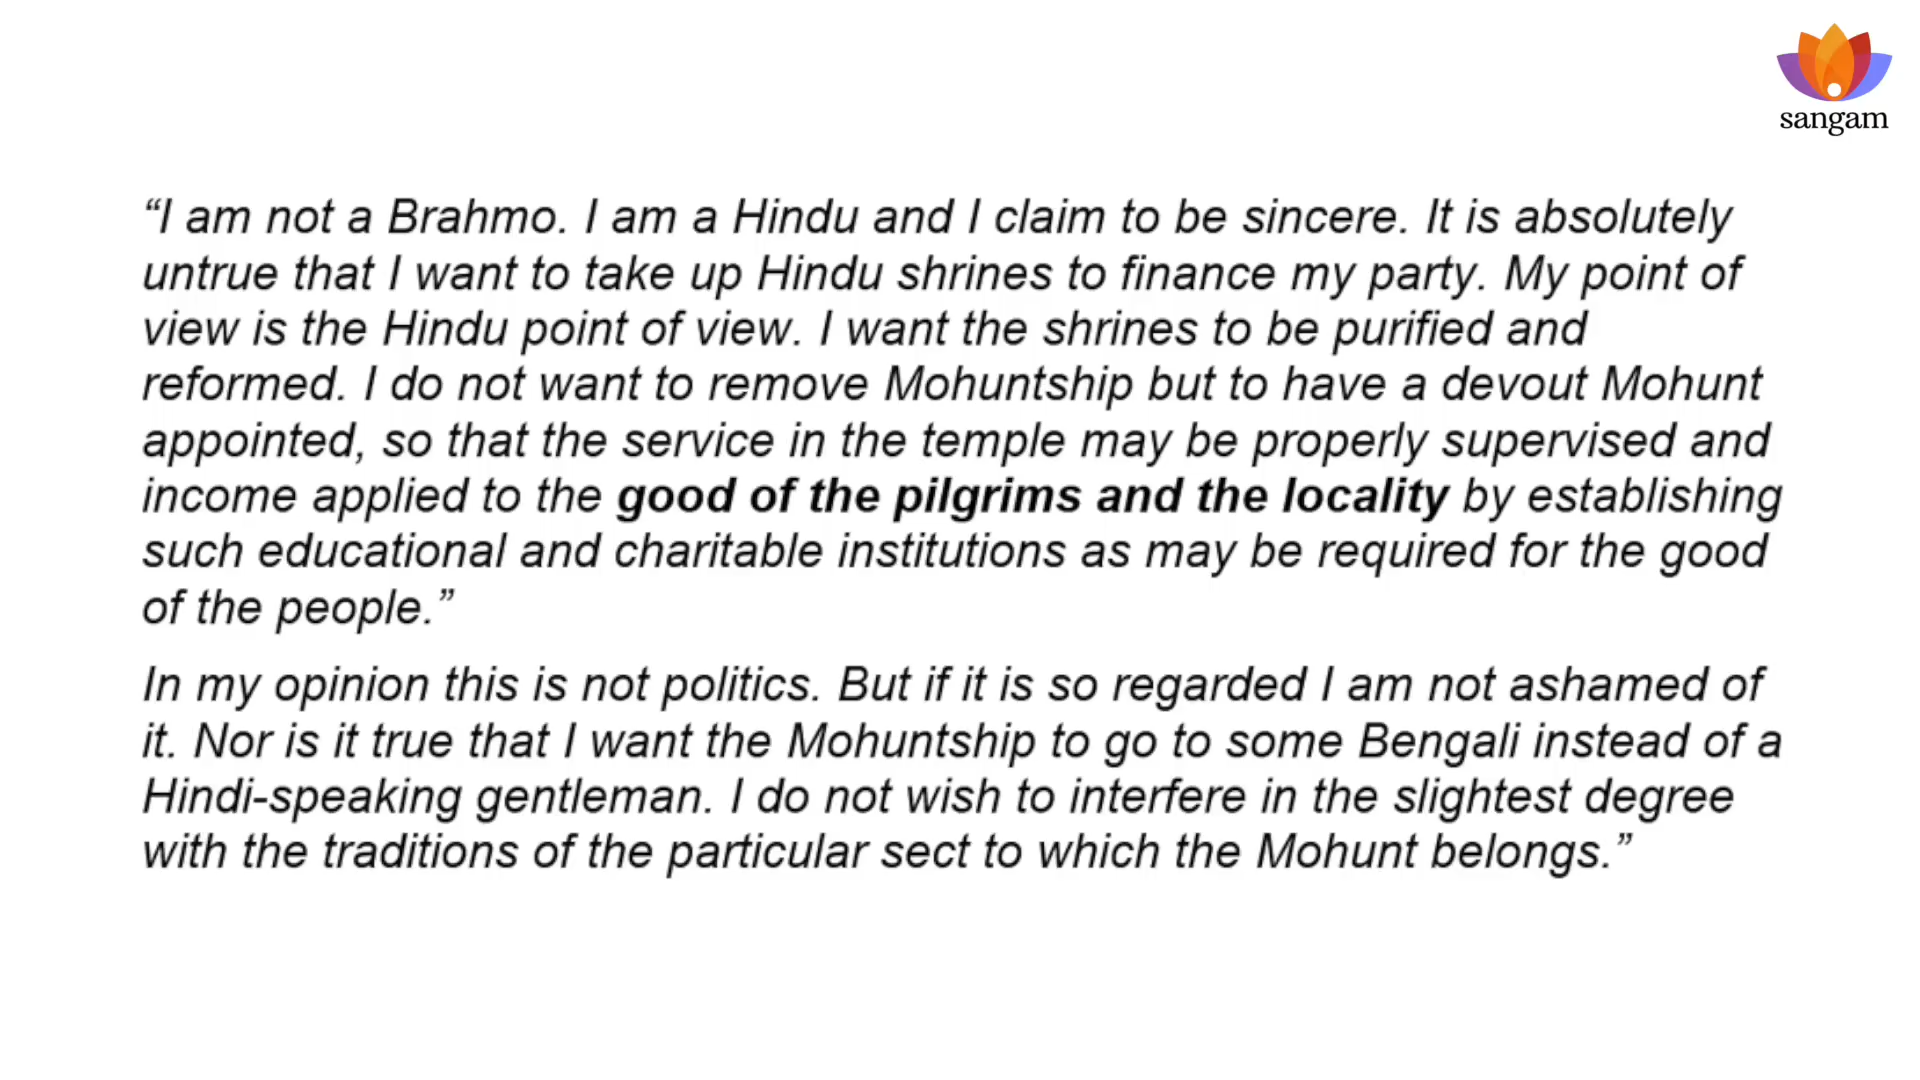 sangam
“I am not a Brahmo. I am a Hindu and I claim to be sincere. It is absolutely
untrue that I want to take up Hindu shrines to finance my party. My point of
view is the Hindu point of view. I want the shrines to be purified and
reformed. I do not want to remove Mohuntship but to have a devout Mohunt
appointed, so that the service in the temple may be properly supervised and
income applied to the good of the pilgrims and the locality by establishing
such educational and charitable institutions as may be required for the good
of the people.”
In my opinion this is not politics. But if it is so regarded I am not ashamed of
it. Nor is it true that I want the Mohuntship to go to some Bengali instead of a
Hindi-speaking gentleman. I do not wish to interfere in the slightest degree
with the traditions of the particular sect to which the Mohunt belongs.”